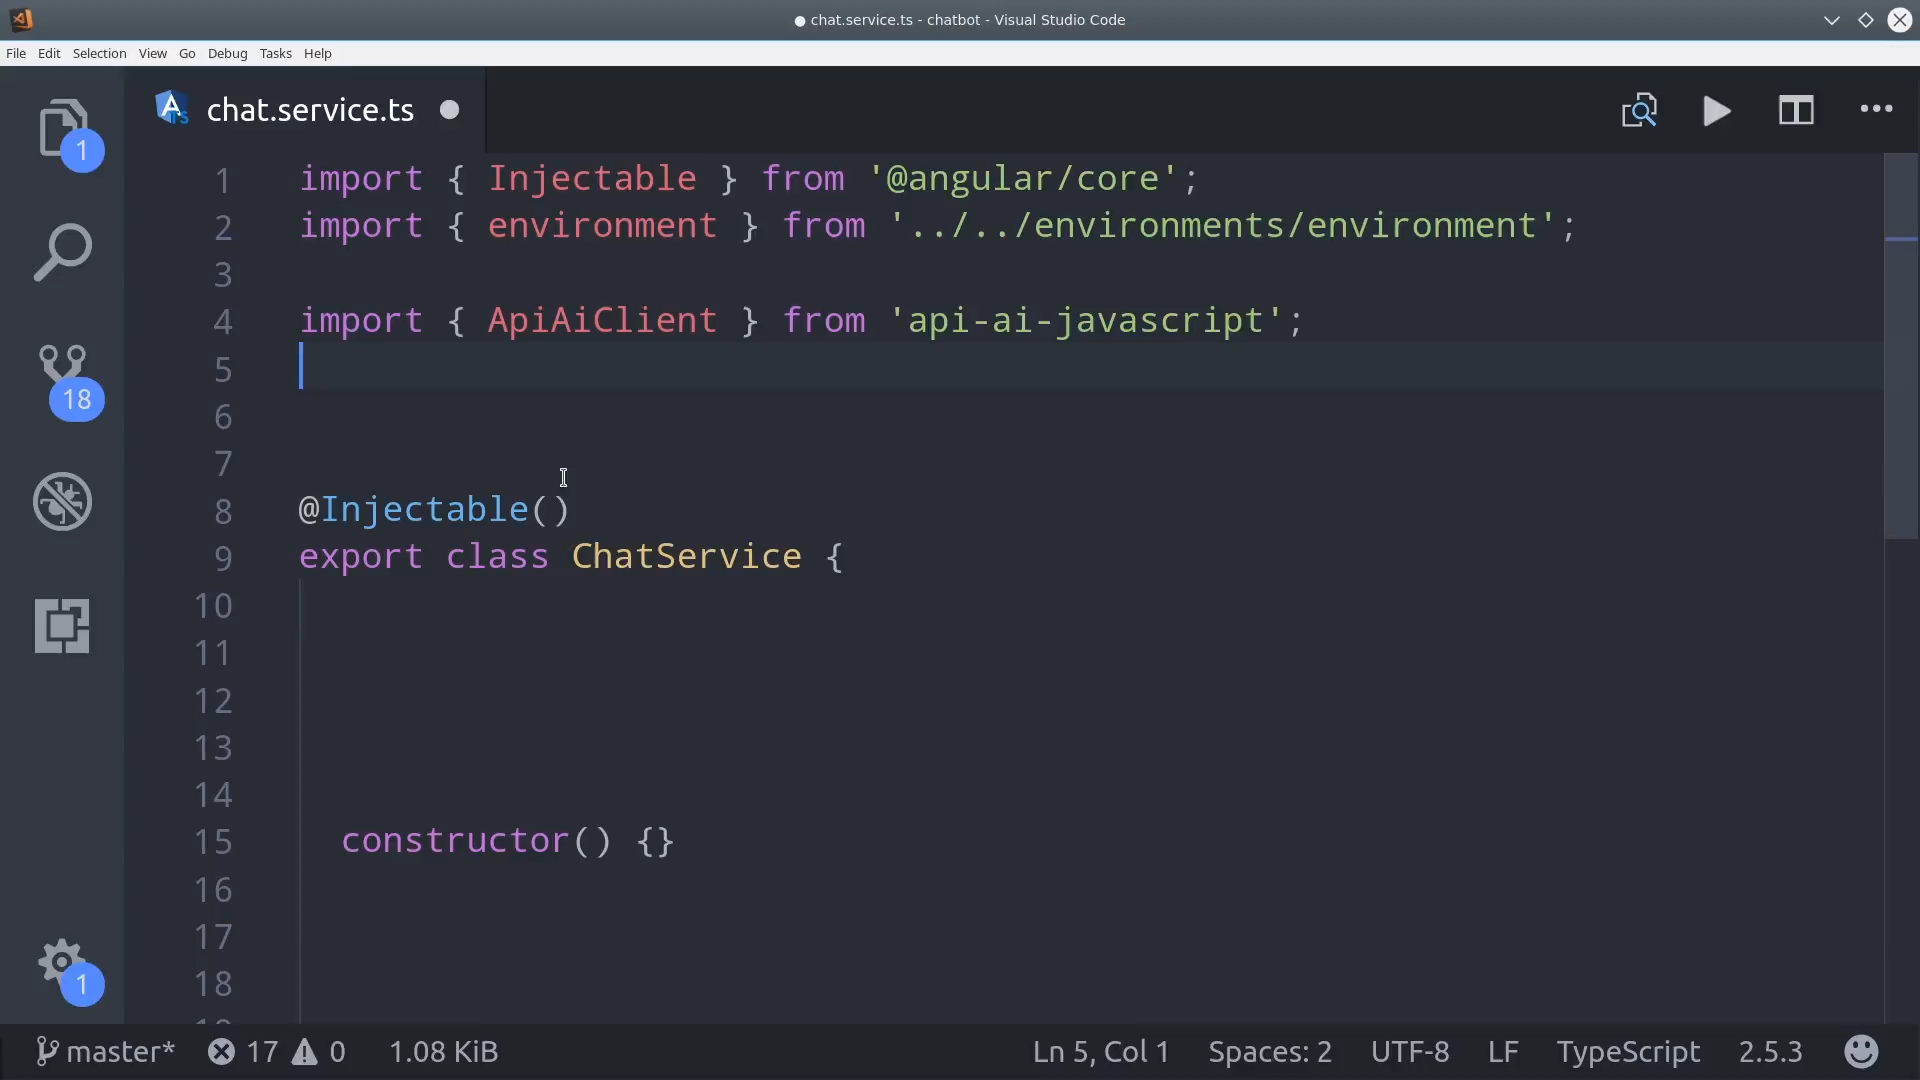 ● chat.service.ts - chatbot - Visual Studio Code
File Edit Selection View Go Debug Tasks Help
chat.service.ts ●
1
18
1
1 import { Injectable } from '@angular/core';
2 import { environment } from '../../environments/environment';
3
4 import { ApiAiClient } from 'api-ai-javascript';
5
6
7
8 @Injectable()
9 export class ChatService {
10
11
12
13
14
15 constructor() {}
16
17
18
master* 17 0 1.08 KiB Ln 5, Col 1 Spaces: 2 UTF-8 LF TypeScript 2.5.3